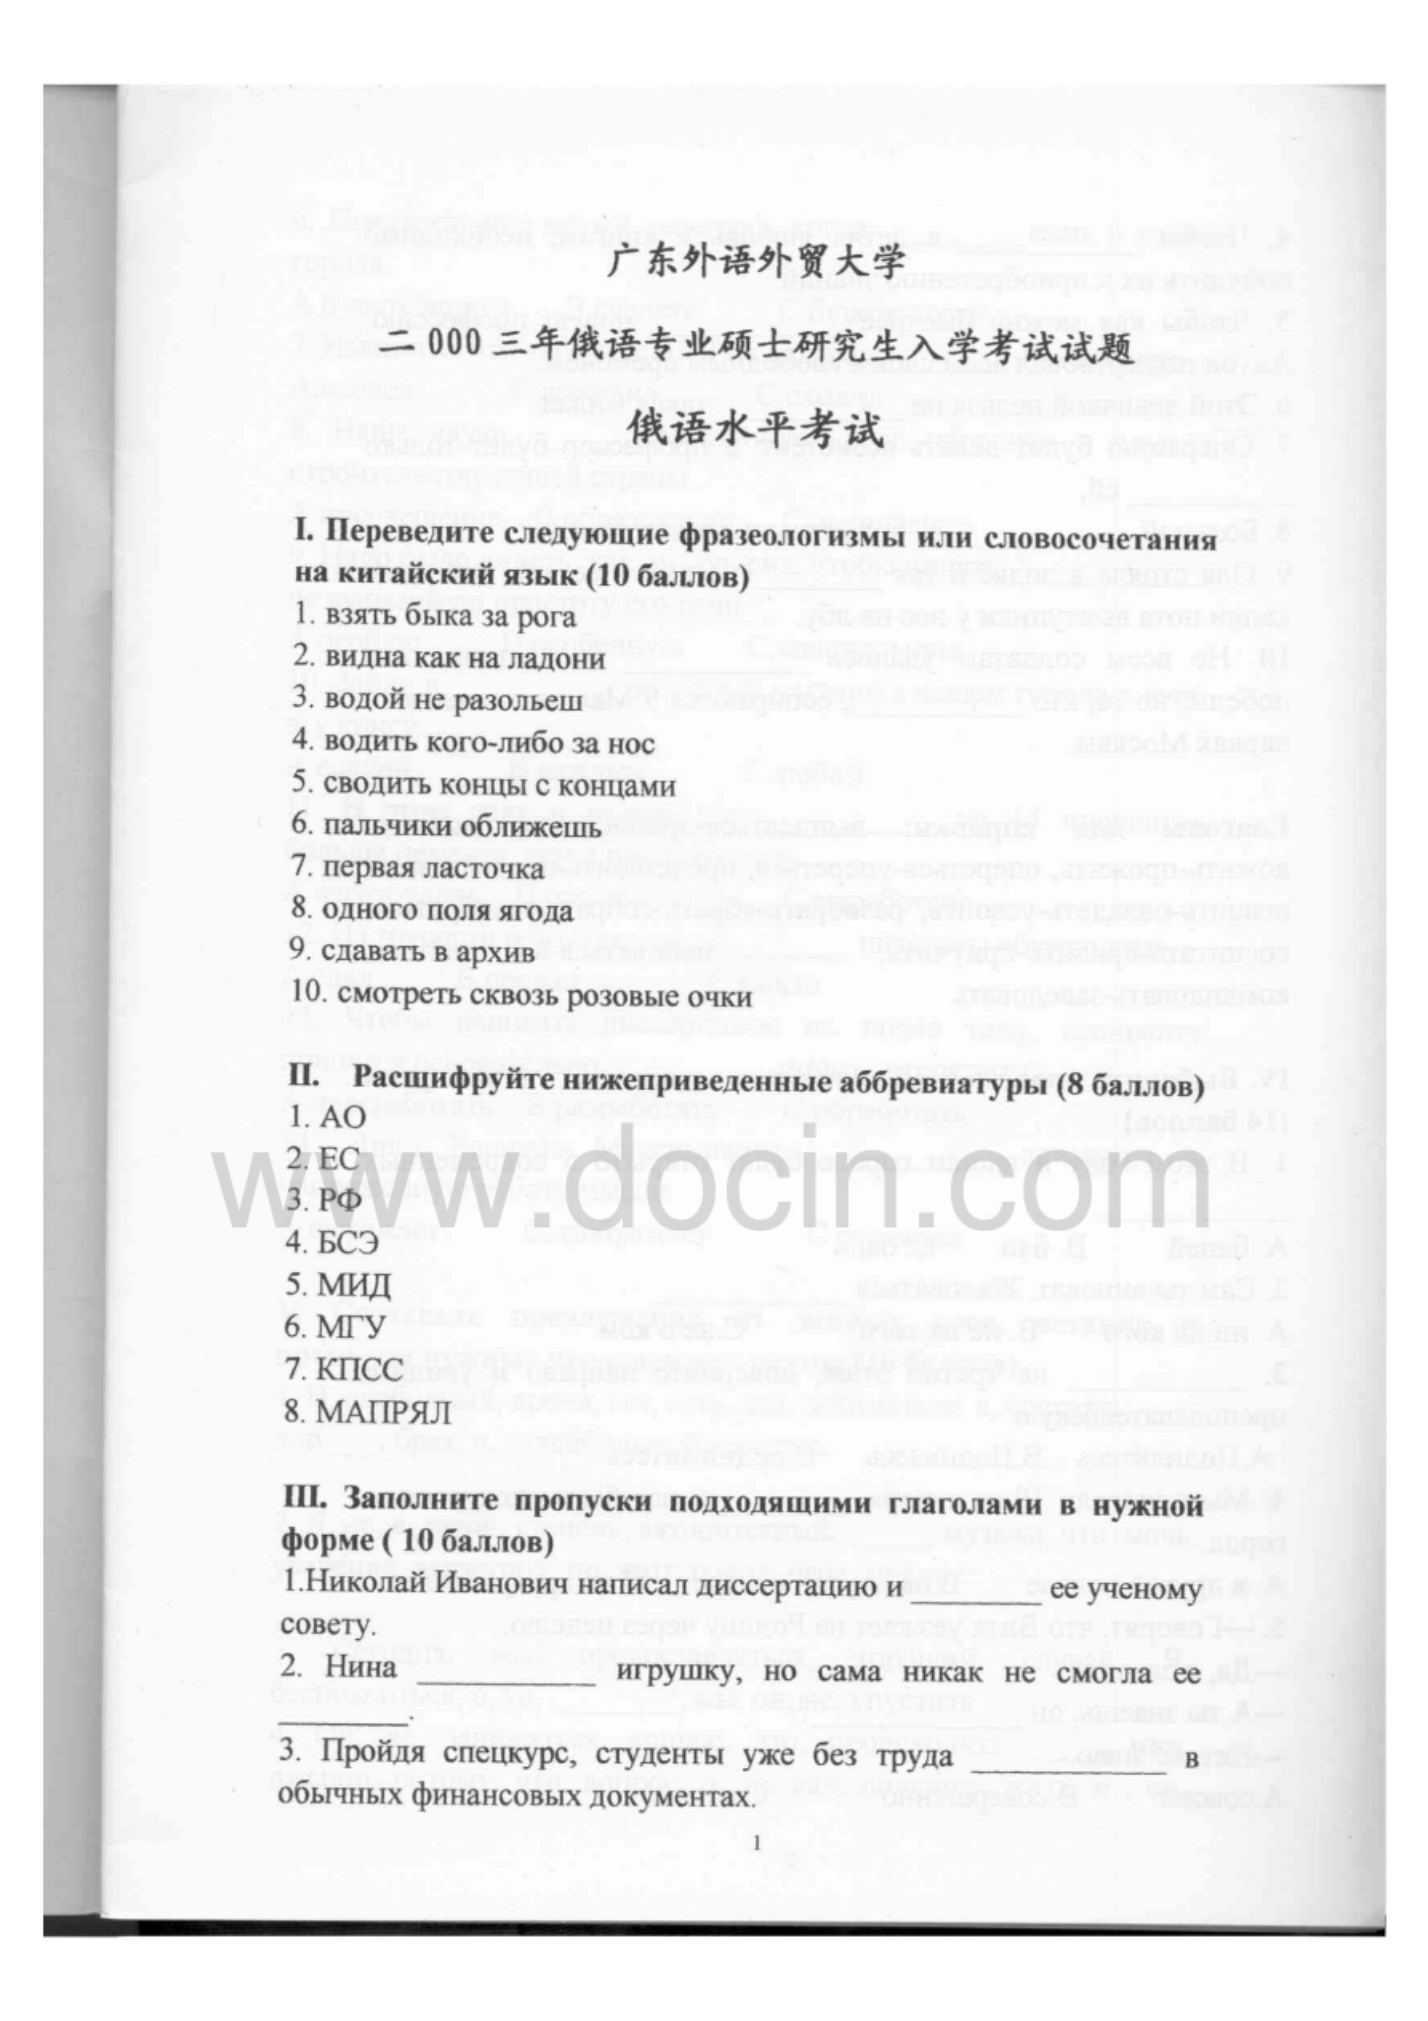 广东外语外贸大学
二000三年俄语专业硕士研究生入学考试试题
俄语水平考试
I. Переведите следующие фразеологизмы или словосочетания
на китайский язык (10 баллов)
1. взять быка за рога
2. видна как на ладони
3. водой не разольеш
4. водить кого-либо за нос
5. сводить концы с концами
6. пальчики оближешь
7. первая ласточка
8. одного поля ягода
9. сдавать в архив
10. смотреть сквозь розовые очки
II. Расшифруйте нижеприведенные аббревиатуры (8 баллов)
1. АО
2. ЕС
www.docin.com
3. РФ
4. БСЭ
5. МИД
6. МГУ
7. КПСС
8. МАПРЯЛ
III. Заполните пропуски подходящими глаголами в нужной
форме ( 10 баллов)
1.Николай Иванович написал диссертацию и _________ ее ученому
совету.
2. Нина ____________ игрушку, но сама никак не смогла ее
_________.
3. Пройдя спецкурс, студенты уже без труда _____________ в
обычных финансовых документах.
1